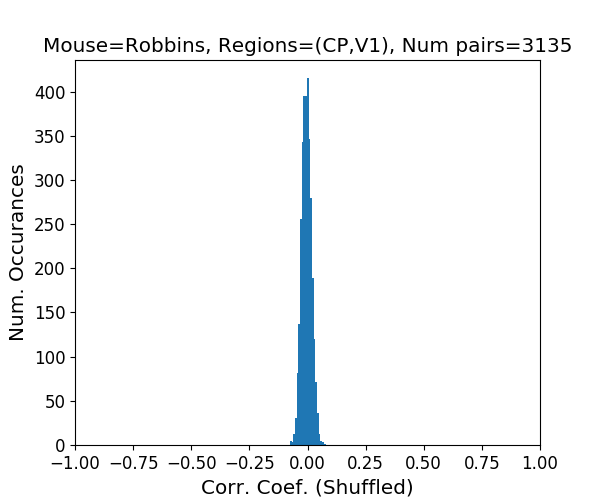 Mouse=Robbins, Regions=(CP,V1), Num pairs=3135
400
350
300
250
200
150
100
50
0
Num. Occurances
−1.00 −0.75 −0.50 −0.25 0.00 0.25 0.50 0.75 1.00
Corr. Coef. (Shuffled)